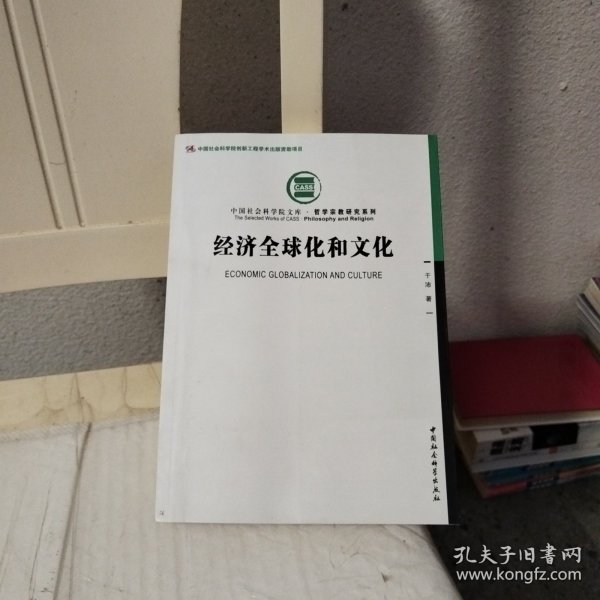 中国社会科学院创新工程学术出版资助项目
CASS
中国社会科学院文库·哲学宗教研究系列
The Selected Works of CASS · Philosophy and Religion
经济全球化和文化
ECONOMIC GLOBALIZATION AND CULTURE
于沛 著
中国社会科学出版社
孔夫子旧书网
www.kongfz.com